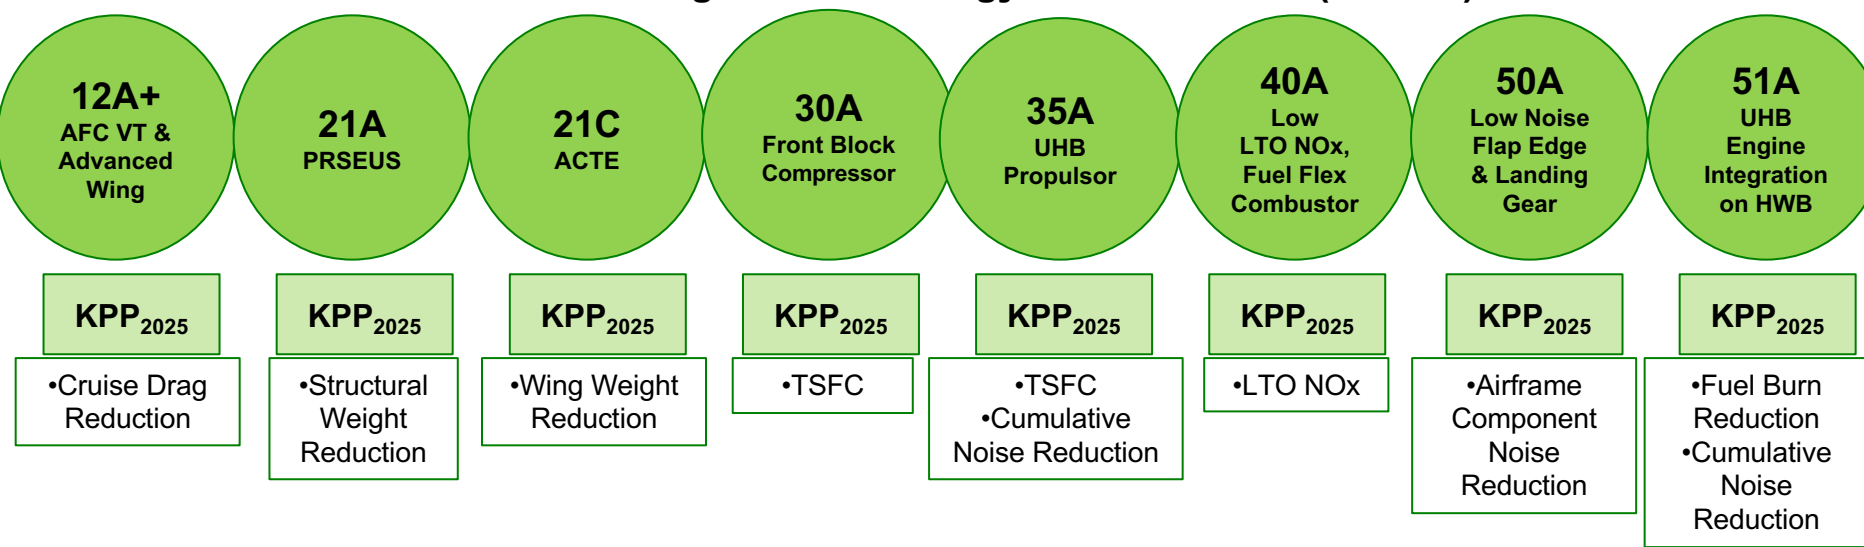 12A+
AFC VT &
Advanced
Wing
21A
PRSEUS
21C
ACTE
30A
Front Block
Compressor
35A
UHB
Propulsor
40A
Low
LTO NOx,
Fuel Flex
Combustor
50A
Low Noise
Flap Edge
& Landing
Gear
51A
UHB
Engine
Integration
on HWB
KPP2025
•Cruise Drag
Reduction
KPP2025
•Structural
Weight
Reduction
KPP2025
•Wing Weight
Reduction
KPP2025
•TSFC
KPP2025
•TSFC
•Cumulative
Noise Reduction
KPP2025
•LTO NOx
KPP2025
•Airframe
Component
Noise
Reduction
KPP2025
•Fuel Burn
Reduction
•Cumulative
Noise
Reduction